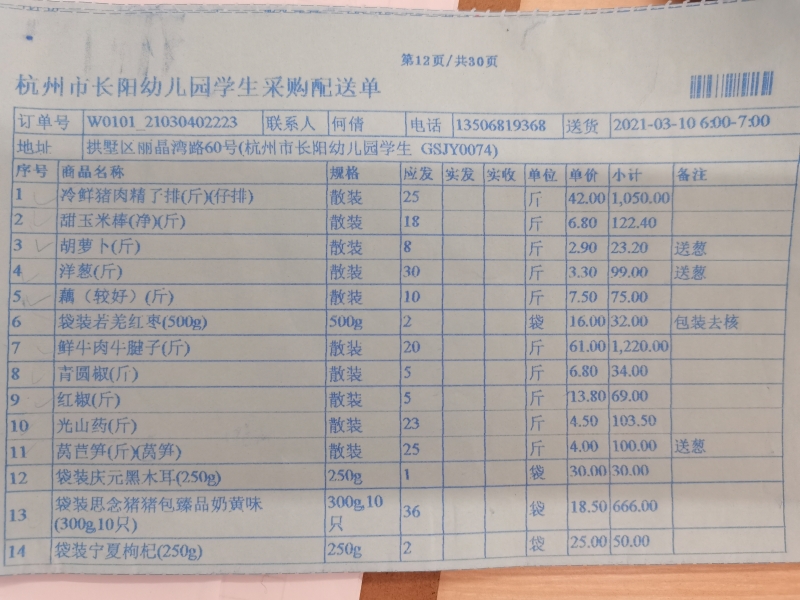 第12页/共30页
杭州市长阳幼儿园学生采购配送单
订单号 W0101_21030402223 联系人 何倩 电话 13506819368 送货 2021-03-10 6:00-7:00
地址 拱墅区丽晶湾路60号(杭州市长阳幼儿园学生 GSJY0074)
序号 商品名称 规格 应发 实发 实收 单位 单价 小计 备注
1 冷鲜猪肉精丁排(斤)(仔排) 散装 25 斤 42.00 1,050.00
2 甜玉米棒(净)(斤) 散装 18 斤 6.80 122.40
3 胡萝卜(斤) 散装 8 斤 2.90 23.20 送葱
4 洋葱(斤) 散装 30 斤 3.30 99.00 送葱
5 藕（较好）(斤) 散装 10 斤 7.50 75.00
6 袋装若羌红枣(500g) 500g 2 袋 16.00 32.00 包装去核
7 鲜牛肉牛腱子(斤) 散装 20 斤 61.00 1,220.00
8 青圆椒(斤) 散装 5 斤 6.80 34.00
9 红椒(斤) 散装 5 斤 13.80 69.00
10 光山药(斤) 散装 23 斤 4.50 103.50
11 莴苣笋(斤)(莴笋) 散装 25 斤 4.00 100.00 送葱
12 袋装庆元黑木耳(250g) 250g 1 袋 30.00 30.00
13 袋装思念猪猪包臻品奶黄味 300g,10 36 袋 18.50 666.00
(300g,10只) 只
14 袋装宁夏枸杞(250g) 250g 2 袋 25.00 50.00